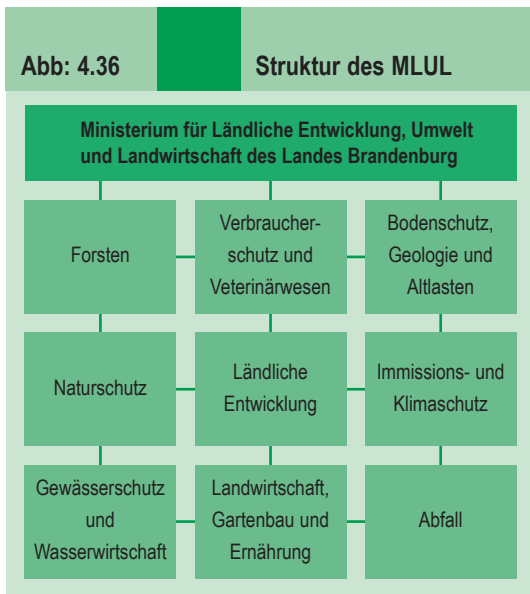 Abb: 4.36
Struktur des MLUL
Ministerium für Ländliche Entwicklung, Umwelt
und Landwirtschaft des Landes Brandenburg
Forsten
Verbraucher-
schutz und
Veterinärwesen
Bodenschutz,
Geologie und
Altlasten
Naturschutz
Ländliche
Entwicklung
Immissions- und
Klimaschutz
Gewässerschutz
und
Wasserwirtschaft
Landwirtschaft,
Gartenbau und
Ernährung
Abfall